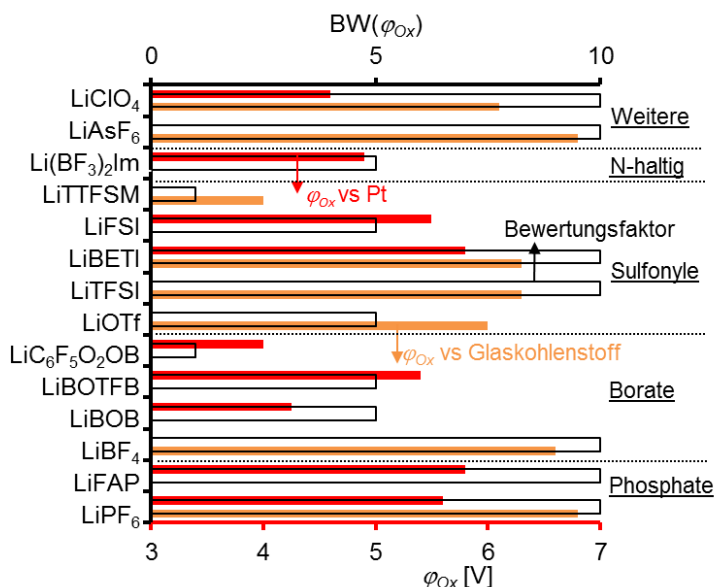 BW(φOx)
0 5 10
LiClO4
Weitere
LiAsF6
Li(BF3)2Im
N-haltig
LiTTFSM
φOx vs Pt
LiFSI
Bewertungsfaktor
LiBETI
Sulfonyle
LiTFSI
LiOTf
φOx vs Glaskohlenstoff
LiC6F5O2OB
LiBOTFB
Borate
LiBOB
LiBF4
LiFAP
Phosphate
LiPF6
3 4 5 6 7
φOx [V]